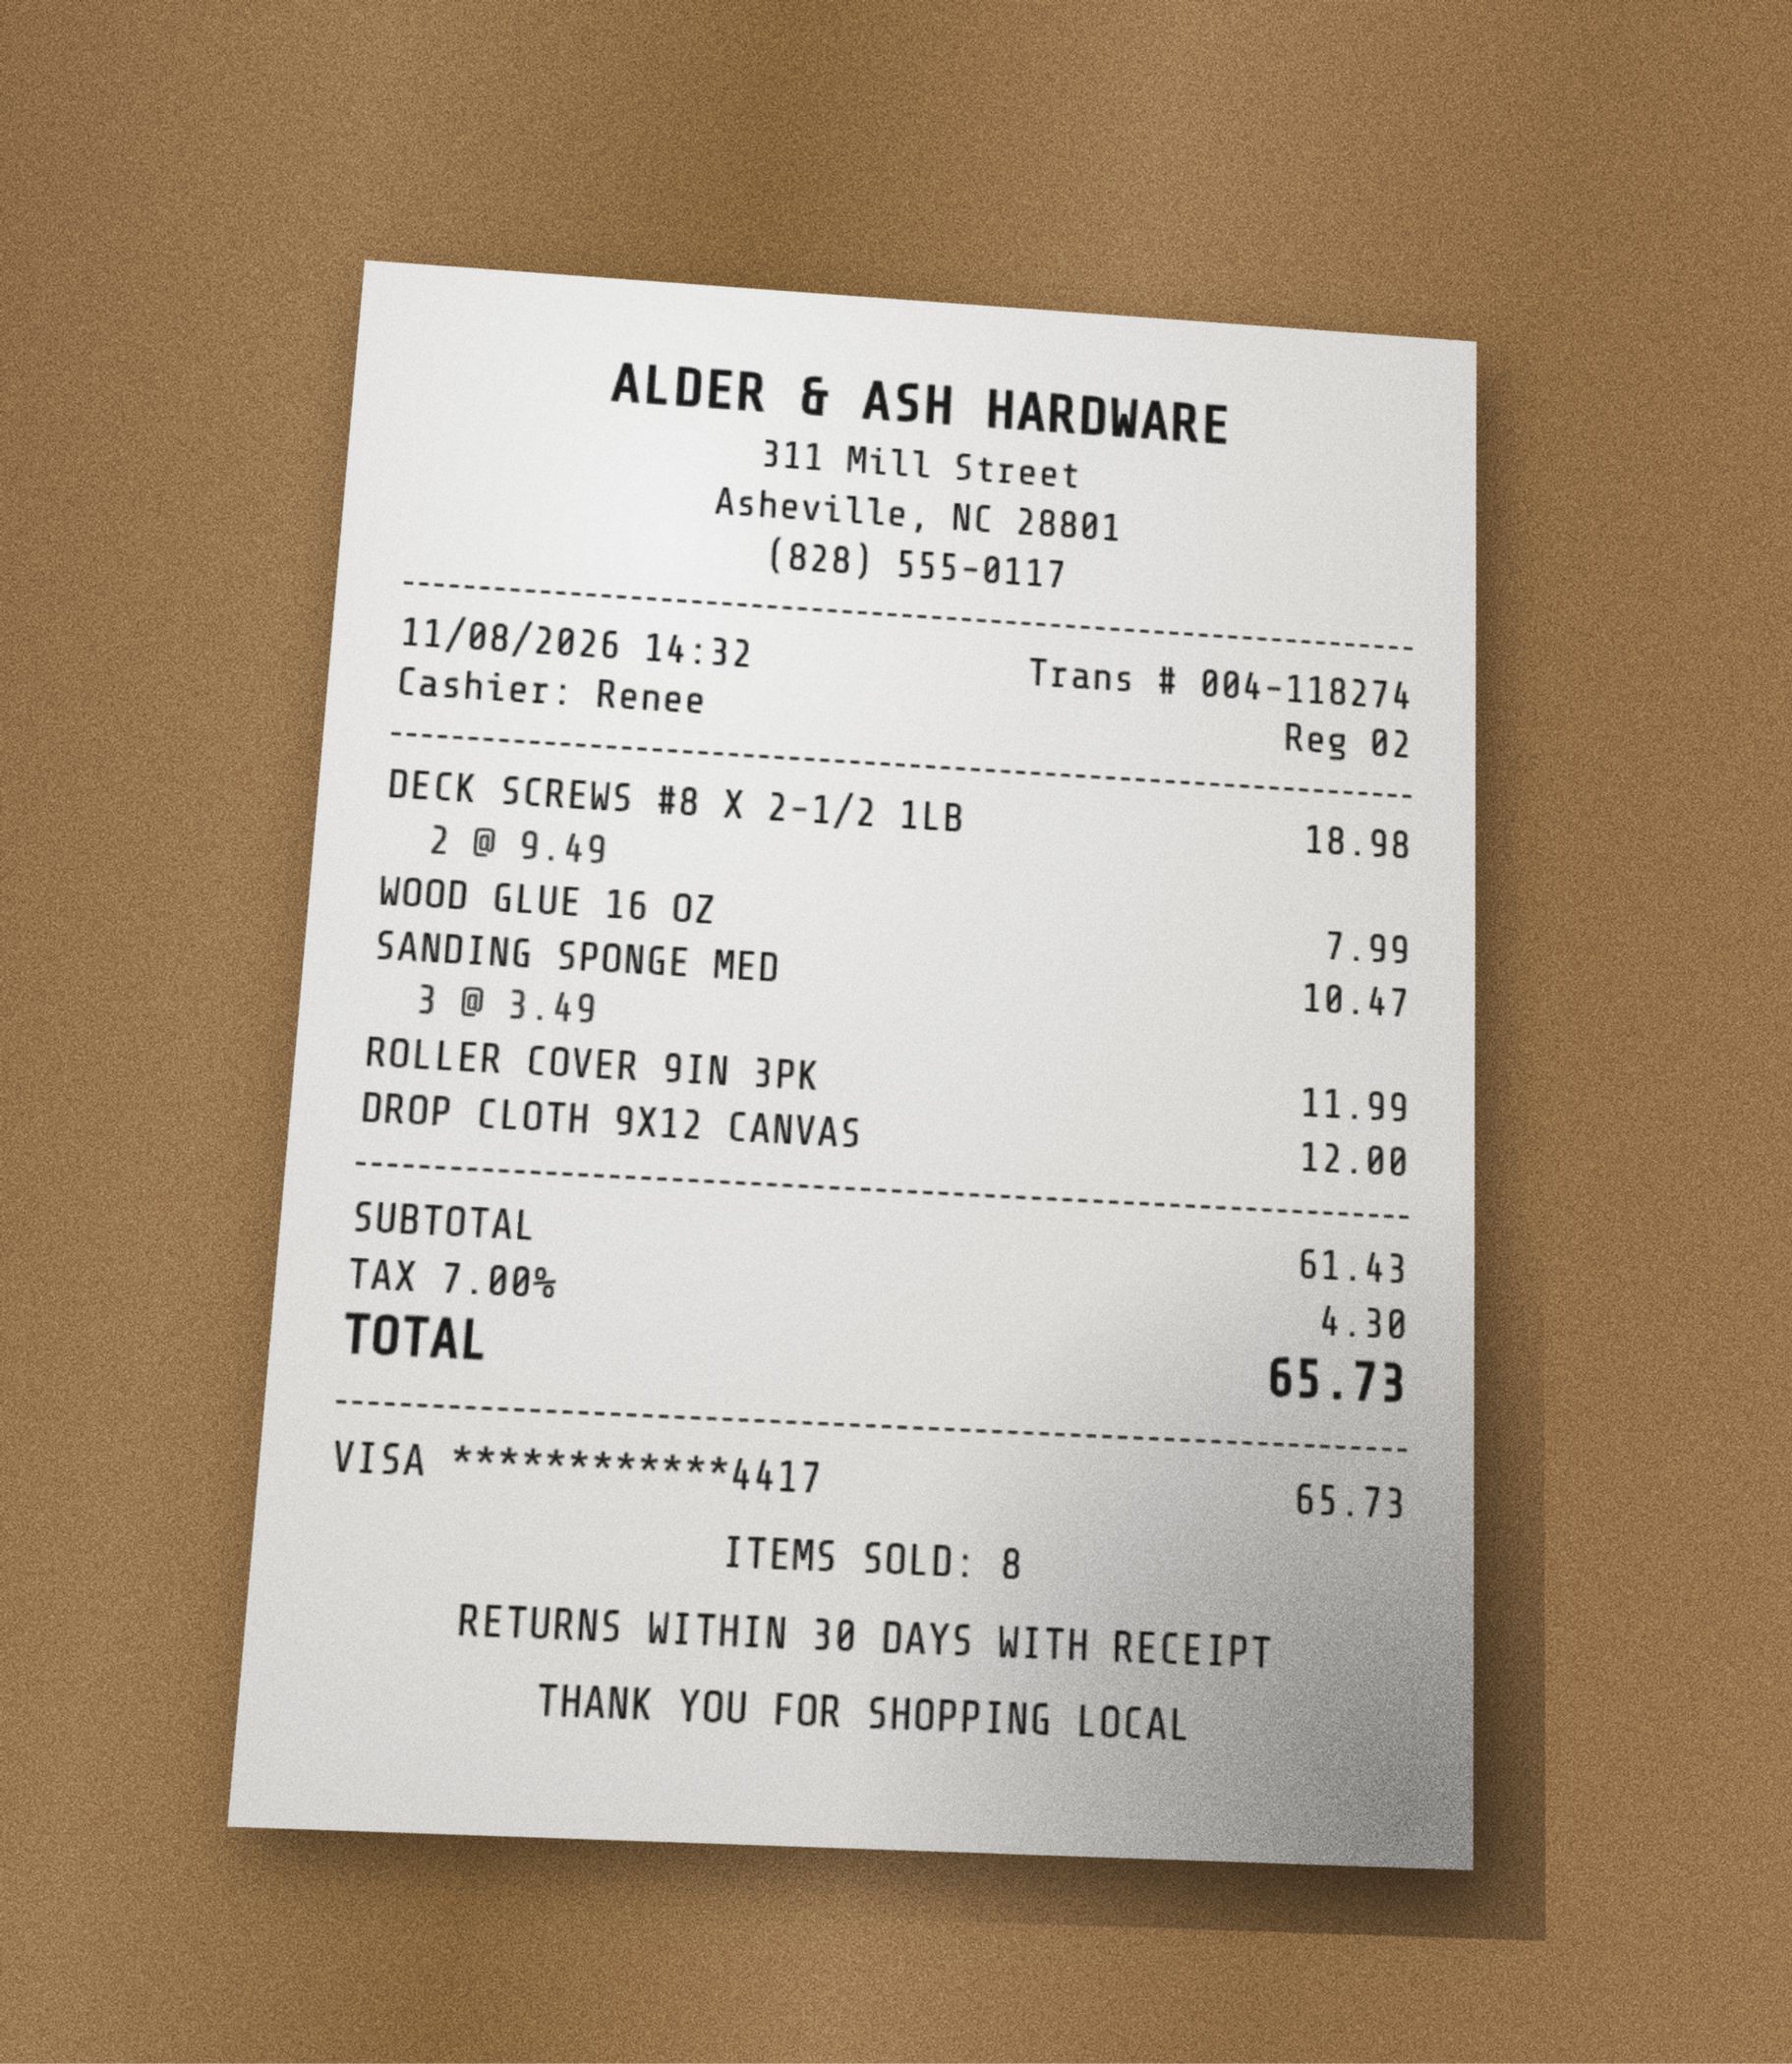 ALDER & ASH HARDWARE
311 Mill Street
Asheville, NC 28801
(828) 555-0117
11/08/2026 14:32 Trans # 004-118274
Cashier: Renee Reg 02
DECK SCREWS #8 X 2-1/2 1LB 18.98
2 @ 9.49
WOOD GLUE 16 OZ 7.99
SANDING SPONGE MED 10.47
3 @ 3.49
ROLLER COVER 9IN 3PK 11.99
DROP CLOTH 9X12 CANVAS 12.00
SUBTOTAL 61.43
TAX 7.00% 4.30
TOTAL 65.73
VISA ************4417 65.73
ITEMS SOLD: 8
RETURNS WITHIN 30 DAYS WITH RECEIPT
THANK YOU FOR SHOPPING LOCAL